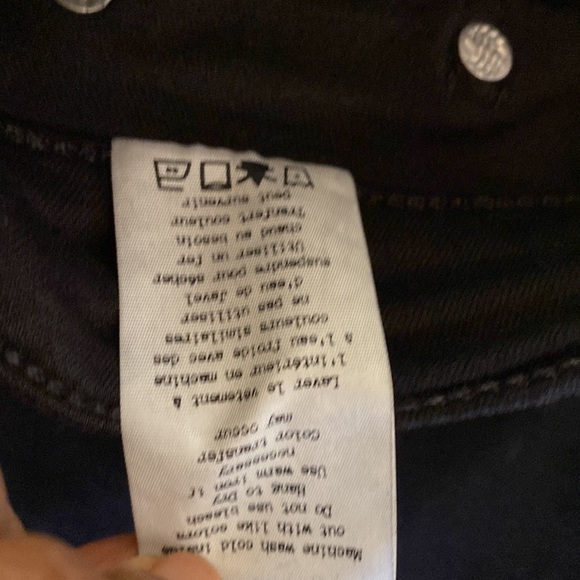 Machine wash cold inside
out with like colors
Do not use bleach
Hang to Dry
Use warm iron if
necessary
Color transfer
may occur
Laver le vêtement à
l'intérieur en machine
à l'eau froide avec des
couleurs similaires
ne pas utiliser
d'eau de Javel
suspendre pour sécher
Utiliser un fer
chaud au besoin
Tranfert couleur
peut survenir